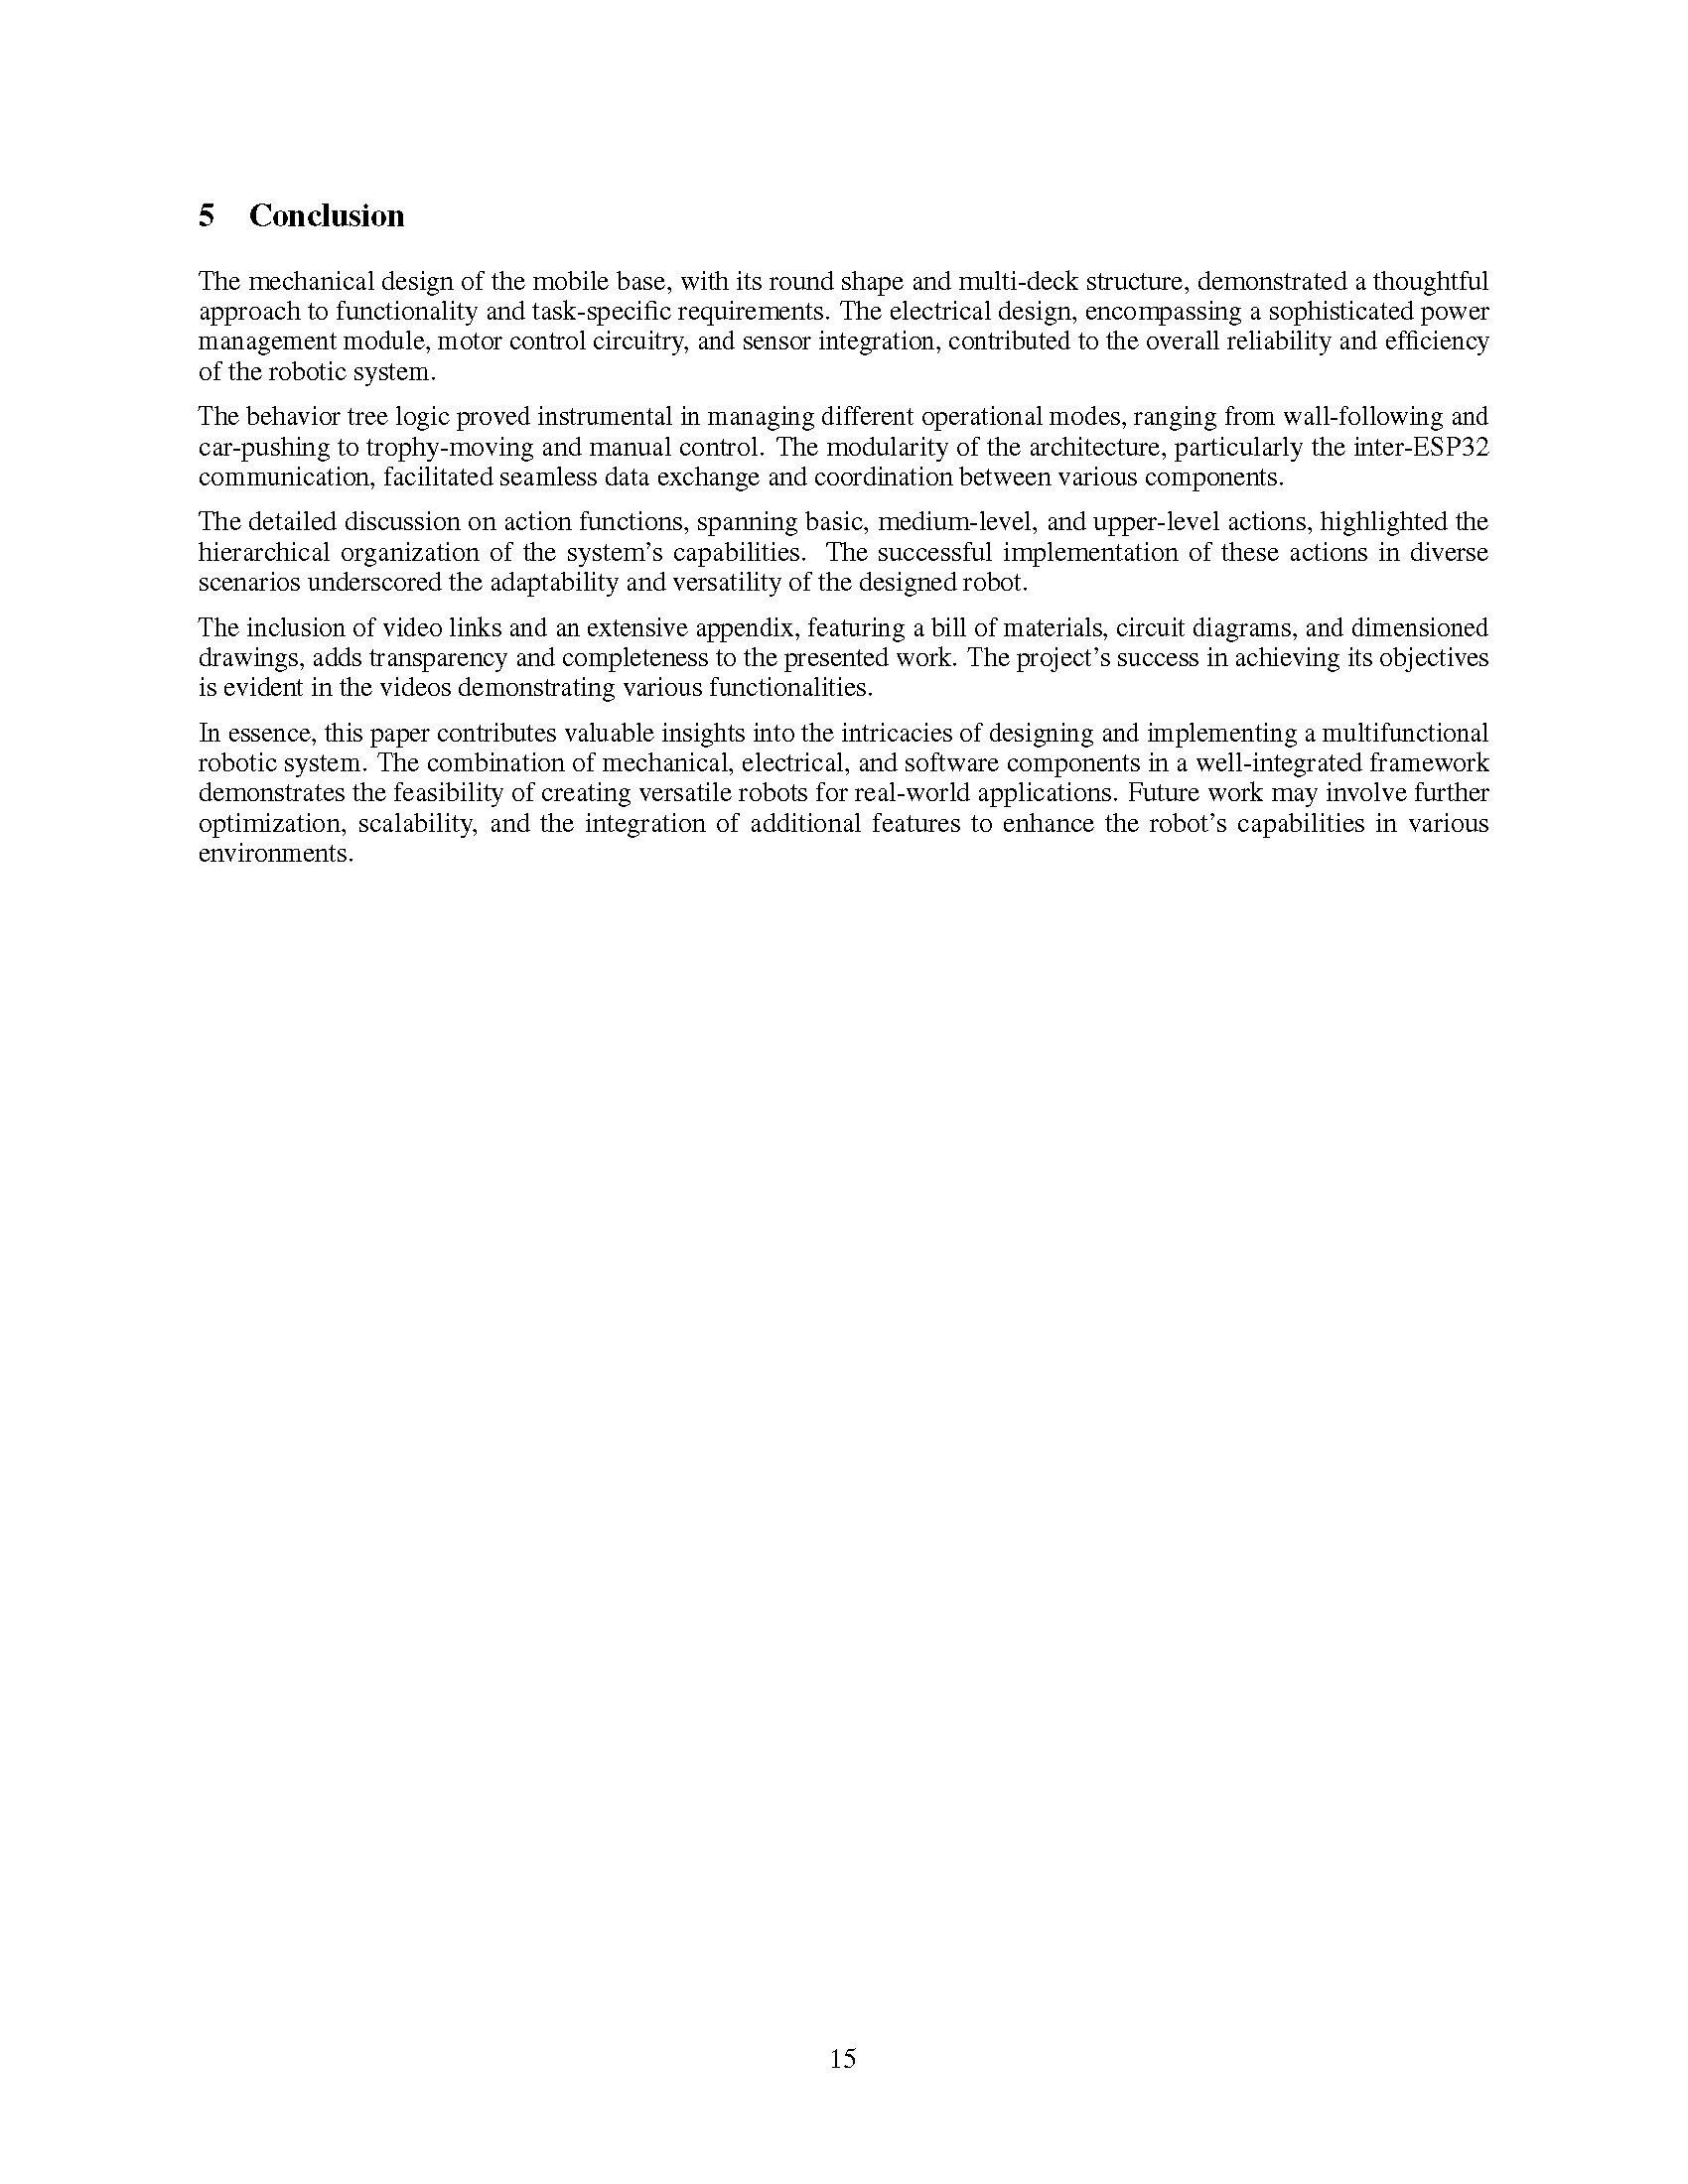 5 Conclusion
The mechanical design of the mobile base, with its round shape and multi-deck structure, demonstrated a thoughtful
approach to functionality and task-specific requirements. The electrical design, encompassing a sophisticated power
management module, motor control circuitry, and sensor integration, contributed to the overall reliability and efficiency
of the robotic system.
The behavior tree logic proved instrumental in managing different operational modes, ranging from wall-following and
car-pushing to trophy-moving and manual control. The modularity of the architecture, particularly the inter-ESP32
communication, facilitated seamless data exchange and coordination between various components.
The detailed discussion on action functions, spanning basic, medium-level, and upper-level actions, highlighted the
hierarchical organization of the system’s capabilities. The successful implementation of these actions in diverse
scenarios underscored the adaptability and versatility of the designed robot.
The inclusion of video links and an extensive appendix, featuring a bill of materials, circuit diagrams, and dimensioned
drawings, adds transparency and completeness to the presented work. The project’s success in achieving its objectives
is evident in the videos demonstrating various functionalities.
In essence, this paper contributes valuable insights into the intricacies of designing and implementing a multifunctional
robotic system. The combination of mechanical, electrical, and software components in a well-integrated framework
demonstrates the feasibility of creating versatile robots for real-world applications. Future work may involve further
optimization, scalability, and the integration of additional features to enhance the robot’s capabilities in various
environments.
15